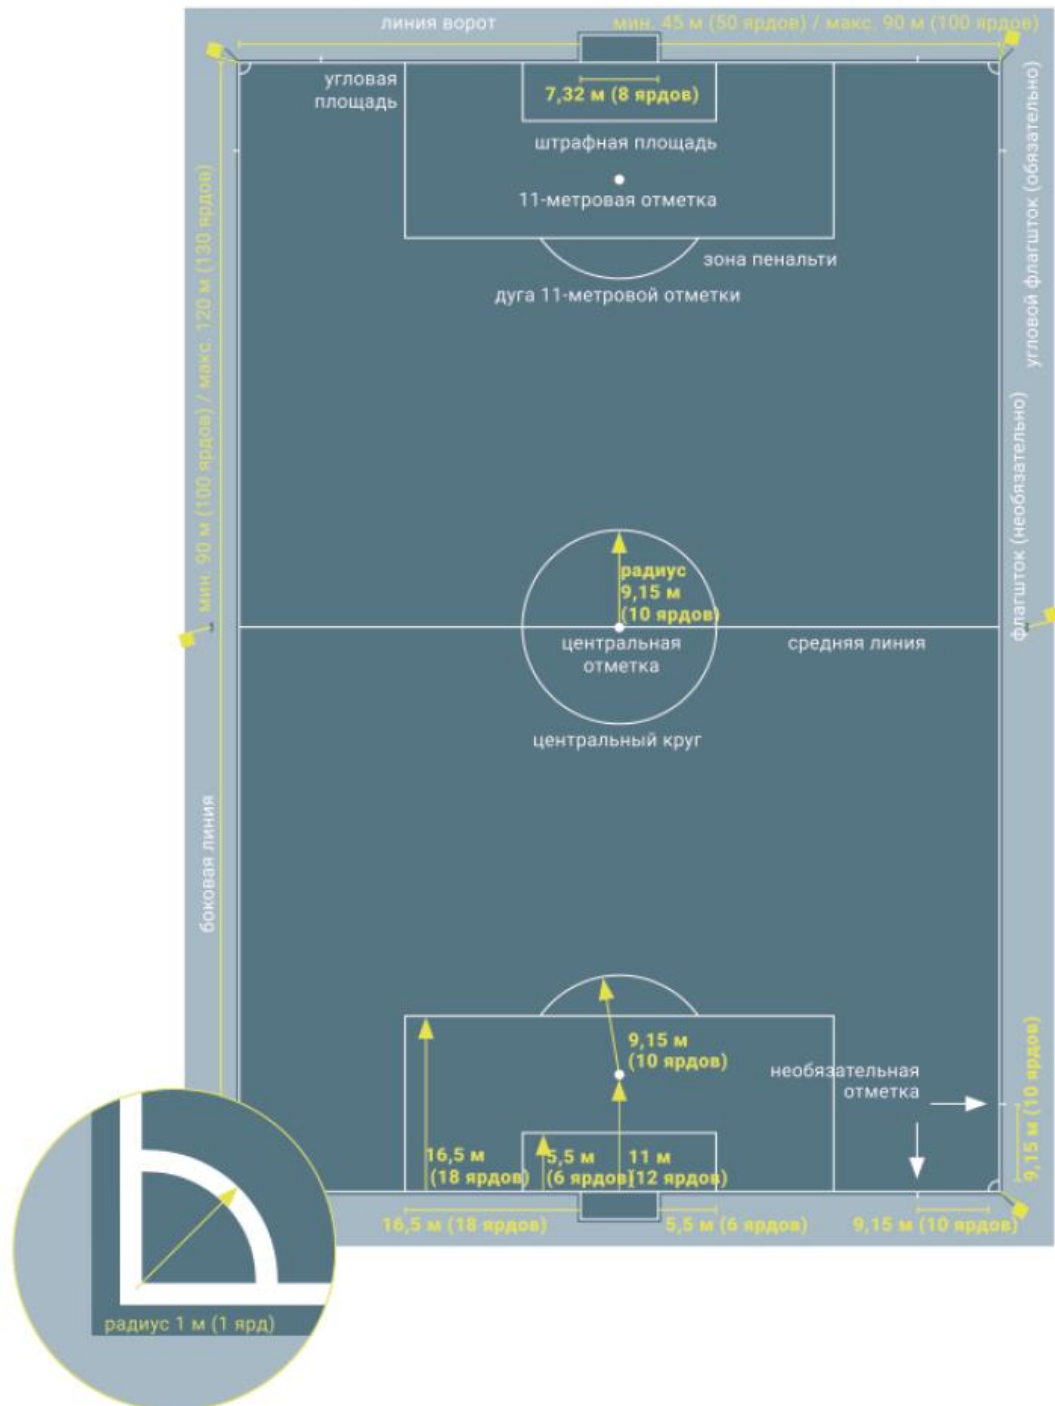 линия ворот
мин. 45 м (50 ярдов) / макс. 90 м (100 ярдов)
угловая
площадь
7,32 м (8 ярдов)
штрафная площадь
11-метровая отметка
зона пенальти
дуга 11-метровой отметки
угловой флагшток (обязательно)
мин. 90 м (100 ярдов) / макс. 120 м (130 ярдов)
флагшток (необязательно)
радиус
9,15 м
(10 ярдов)
центральная
отметка
средняя линия
центральный круг
боковая линия
9,15 м
(10 ярдов)
необязательная
отметка
9,15 м (10 ярдов)
16,5 м
(18 ярдов)
5,5 м
(6 ярдов)
11 м
(12 ярдов)
16,5 м (18 ярдов)
5,5 м (6 ярдов)
9,15 м (10 ярдов)
радиус 1 м (1 ярд)